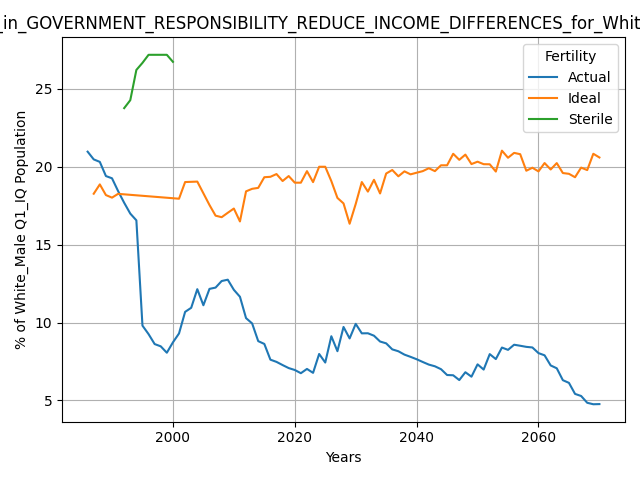 _in_GOVERNMENT_RESPONSIBILITY_REDUCE_INCOME_DIFFERENCES_for_Whit
Fertility
Actual
Ideal
Sterile
% of White_Male Q1_IQ Population
25
20
15
10
5
2000 2020 2040 2060
Years